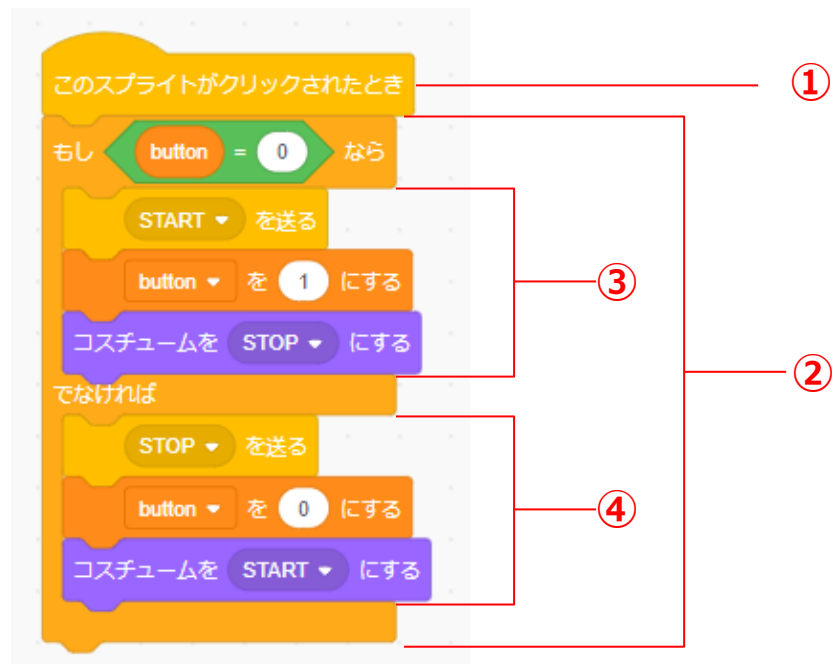 このスプライトがクリックされたとき
①
もし button = 0 なら
START を送る
button を 1 にする
③
コスチュームを STOP にする
②
でなければ
STOP を送る
button を 0 にする
④
コスチュームを START にする